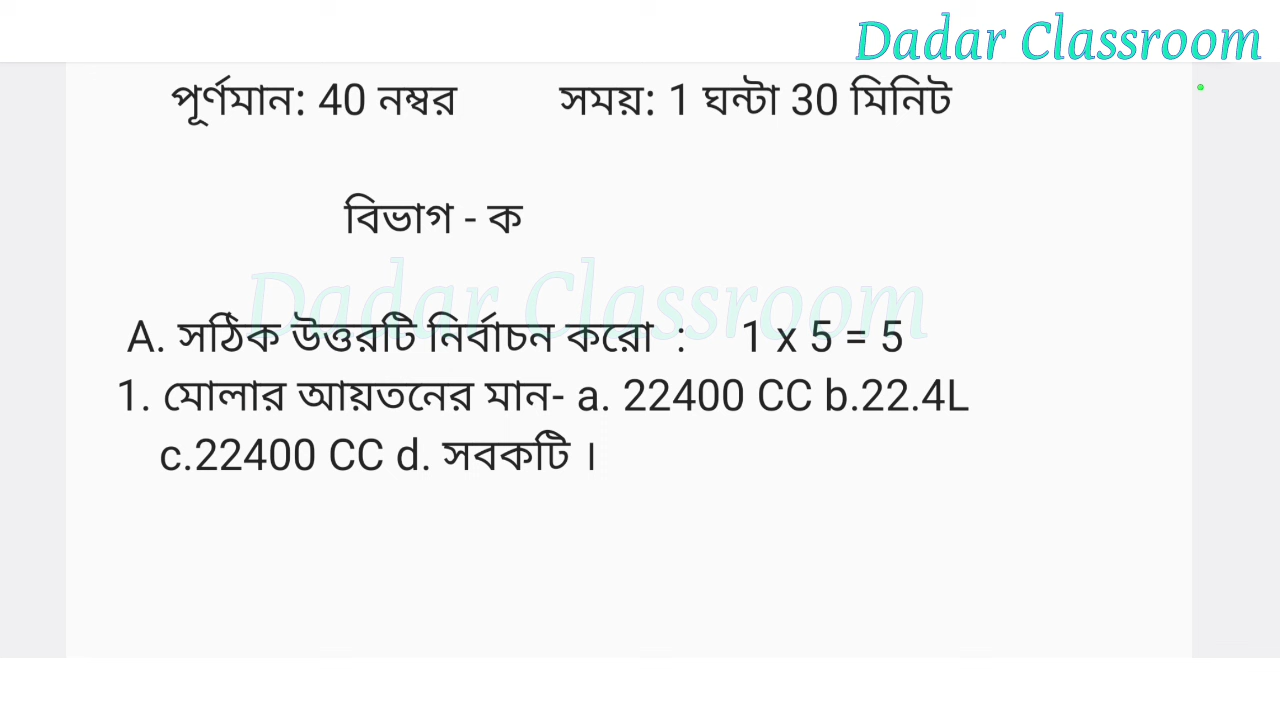 Dadar Classroom
পূর্ণমান: 40 নম্বর সময়: 1 ঘন্টা 30 মিনিট
বিভাগ - ক
Dadar Classroom
A. সঠিক উত্তরটি নির্বাচন করো : 1 x 5 = 5
1. মোলার আয়তনের মান- a. 22400 CC b.22.4L
c.22400 CC d. সবকটি ।